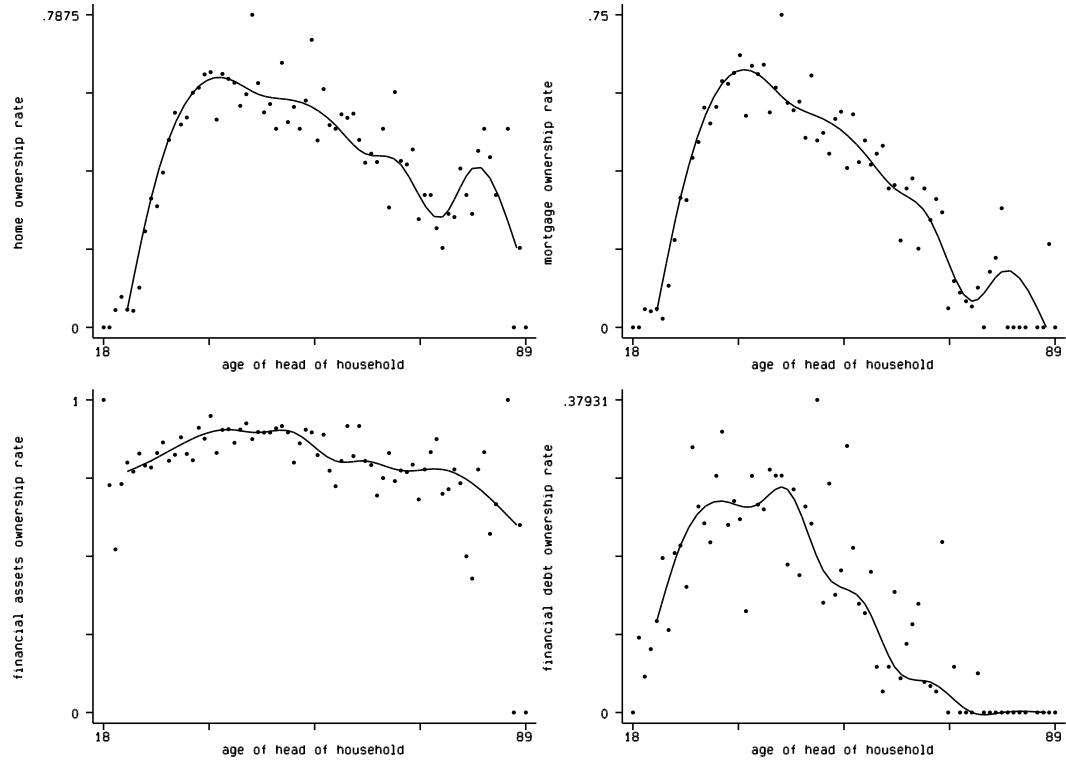 .7875
home ownership rate
0
18
89
age of head of household
.75
mortgage ownership rate
0
18
89
age of head of household
1
financial assets ownership rate
0
18
89
age of head of household
.37931
financial debt ownership rate
0
18
89
age of head of household